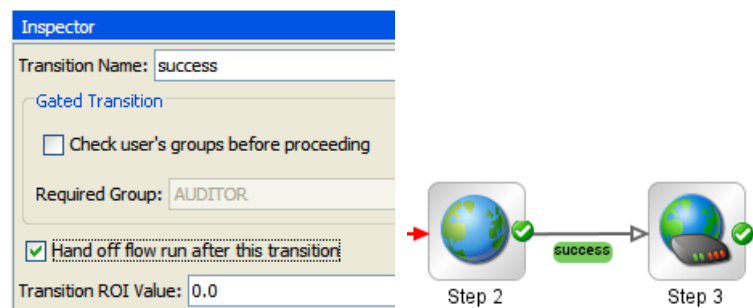 Inspector
Transition Name: success
Gated Transition
Check user's groups before proceeding
Required Group: AUDITOR
Hand off flow run after this transition
Transition ROI Value: 0.0
success
Step 2
Step 3